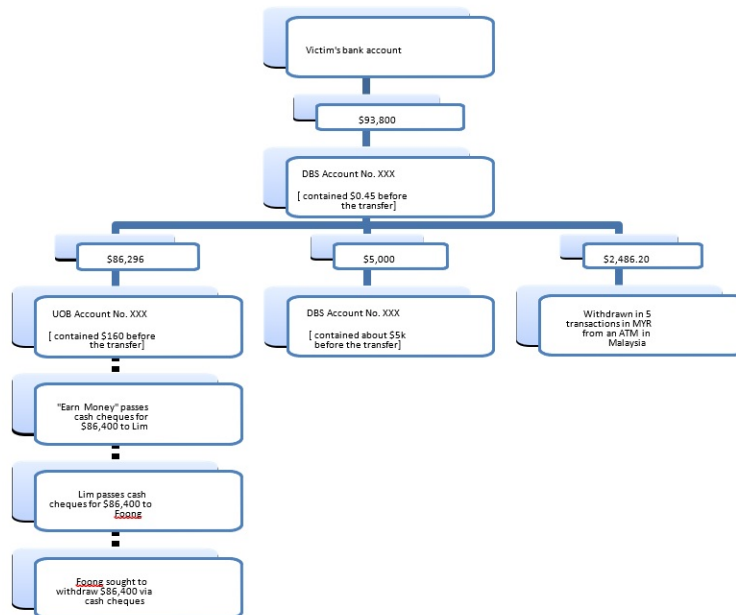 Victim's bank account
$93,800
DBS Account No. XXX
[ contained $0.45 before
the transfer]
$86,296
$5,000
$2,486.20
UOB Account No. XXX
[ contained $160 before
the transfer]
DBS Account No. XXX
[ contained about $5k
before the transfer]
Withdrawn in 5
transactions in MYR
from an ATM in
Malaysia
"Earn Money" passes
cash cheques for
$86,400 to Lim
Lim passes cash
cheques for $86,400 to
Foong
Foong sought to
withdraw $86,400 via
cash cheques